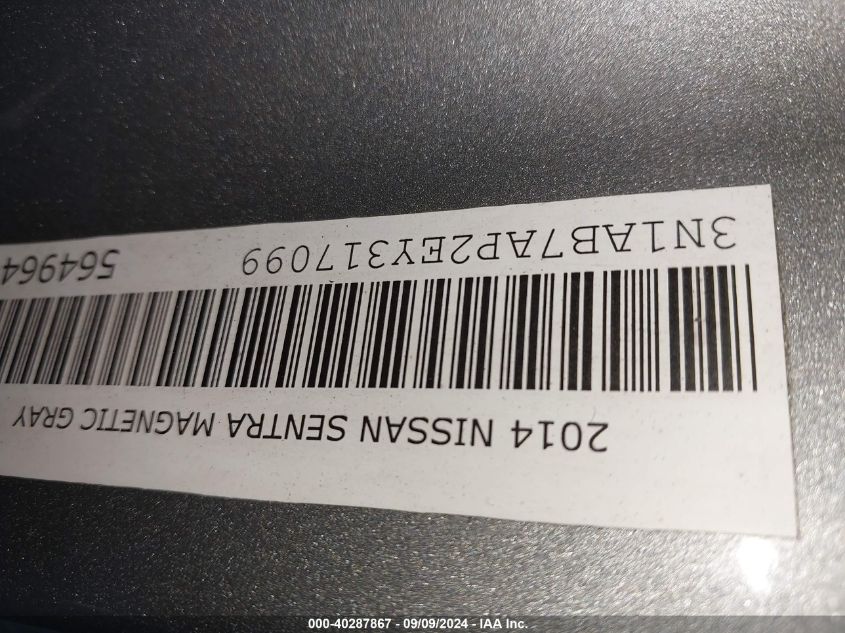 2014 NISSAN SENTRA MAGNETIC GRAY
3N1AB7AP2EY317099 564964
000-40287867 - 09/09/2024 - IAA Inc.